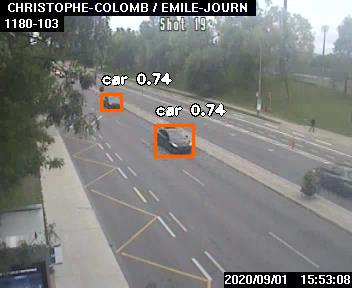 CHRISTOPHE-COLOMB / EMILE-JOURN
1180-103
Shot 19
car 0.74
car 0.74
2020/09/01 15:53:08